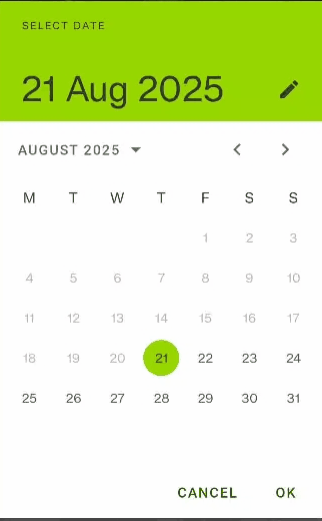 SELECT DATE
21 Aug 2025
AUGUST 2025
M T W T F S S
1 2 3
4 5 6 7 8 9 10
11 12 13 14 15 16 17
18 19 20 21 22 23 24
25 26 27 28 29 30 31
CANCEL OK